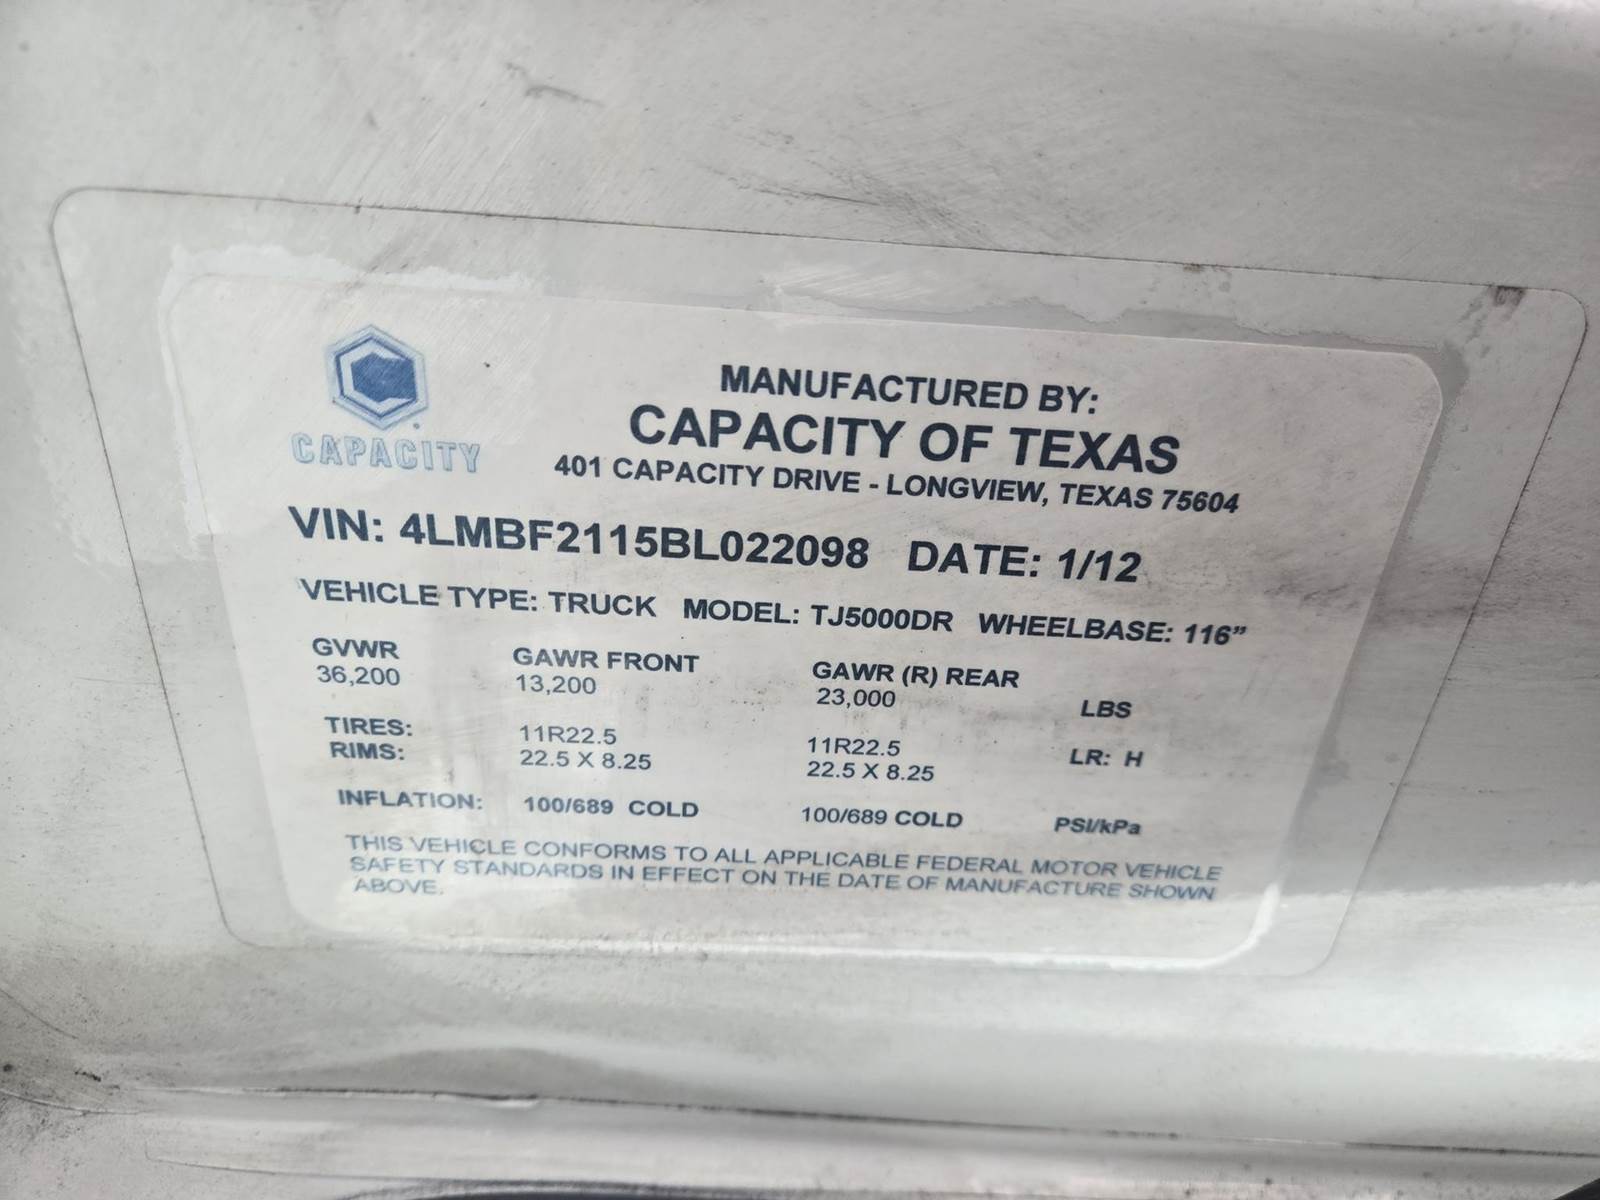 CAPACITY
MANUFACTURED BY:
CAPACITY OF TEXAS
401 CAPACITY DRIVE - LONGVIEW, TEXAS 75604
VIN: 4LMBF2115BL022098 DATE: 1/12
VEHICLE TYPE: TRUCK MODEL: TJ5000DR WHEELBASE: 116”
GVWR GAWR FRONT GAWR (R) REAR
36,200 13,200 23,000 LBS
TIRES: 11R22.5 11R22.5 LR: H
RIMS: 22.5 X 8.25 22.5 X 8.25
INFLATION: 100/689 COLD 100/689 COLD PSI/kPa
THIS VEHICLE CONFORMS TO ALL APPLICABLE FEDERAL MOTOR VEHICLE
SAFETY STANDARDS IN EFFECT ON THE DATE OF MANUFACTURE SHOWN
ABOVE.